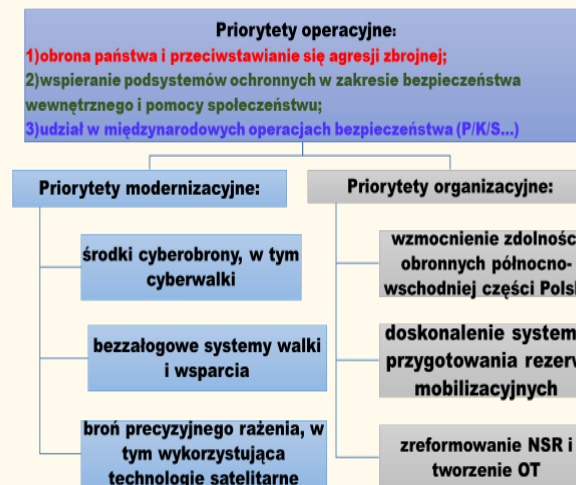 Priorytety operacyjne:
1)obrona państwa i przeciwstawianie się agresji zbrojnej;
2)wspieranie podsystemów ochronnych w zakresie bezpieczeństwa
wewnętrznego i pomocy społeczeństwu;
3)udział w międzynarodowych operacjach bezpieczeństwa (P/K/S...)
Priorytety modernizacyjne:
środki cyberobrony, w tym
cyberwalki
bezzałogowe systemy walki
i wsparcia
broń precyzyjnego rażenia, w
tym wykorzystująca
technologie satelitarne
Priorytety organizacyjne:
wzmocnienie zdolnośc
obronnych północno-
wschodniej części Polsk
doskonalenie system
przygotowania rezerw
mobilizacyjnych
zreformowanie NSR i
tworzenie OT